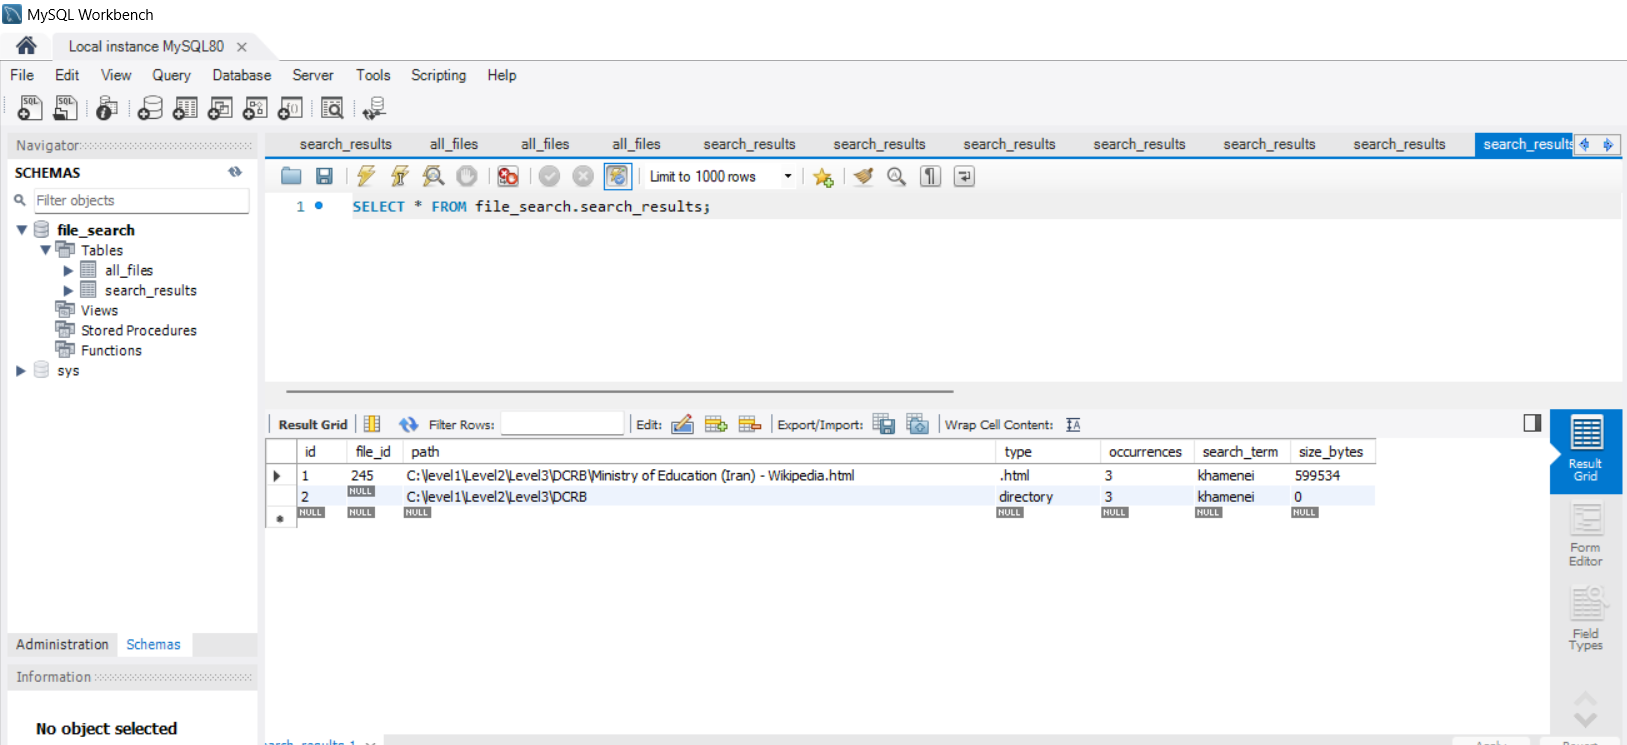 MySQL Workbench
Local instance MySQL80
File Edit View Query Database Server Tools Scripting Help
Navigator
SCHEMAS
Filter objects
file_search
Tables
all_files
search_results
Views
Stored Procedures
Functions
sys
Administration Schemas
Information
No object selected
search_results all_files all_files all_files search_results search_results search_results search_results search_results search_results search_results
Limit to 1000 rows
1 SELECT * FROM file_search.search_results;
Result Grid Filter Rows: Edit: Export/Import: Wrap Cell Content:
id file_id path type occurrences search_term size_bytes
1 245 C:\level1\Level2\Level3\DCRB\Ministry of Education (Iran) - Wikipedia.html .html 3 khamenei 599534
2 NULL C:\level1\Level2\Level3\DCRB directory 3 khamenei 0
NULL NULL NULL NULL NULL NULL NULL
Result
Grid
Form
Editor
Field
Types